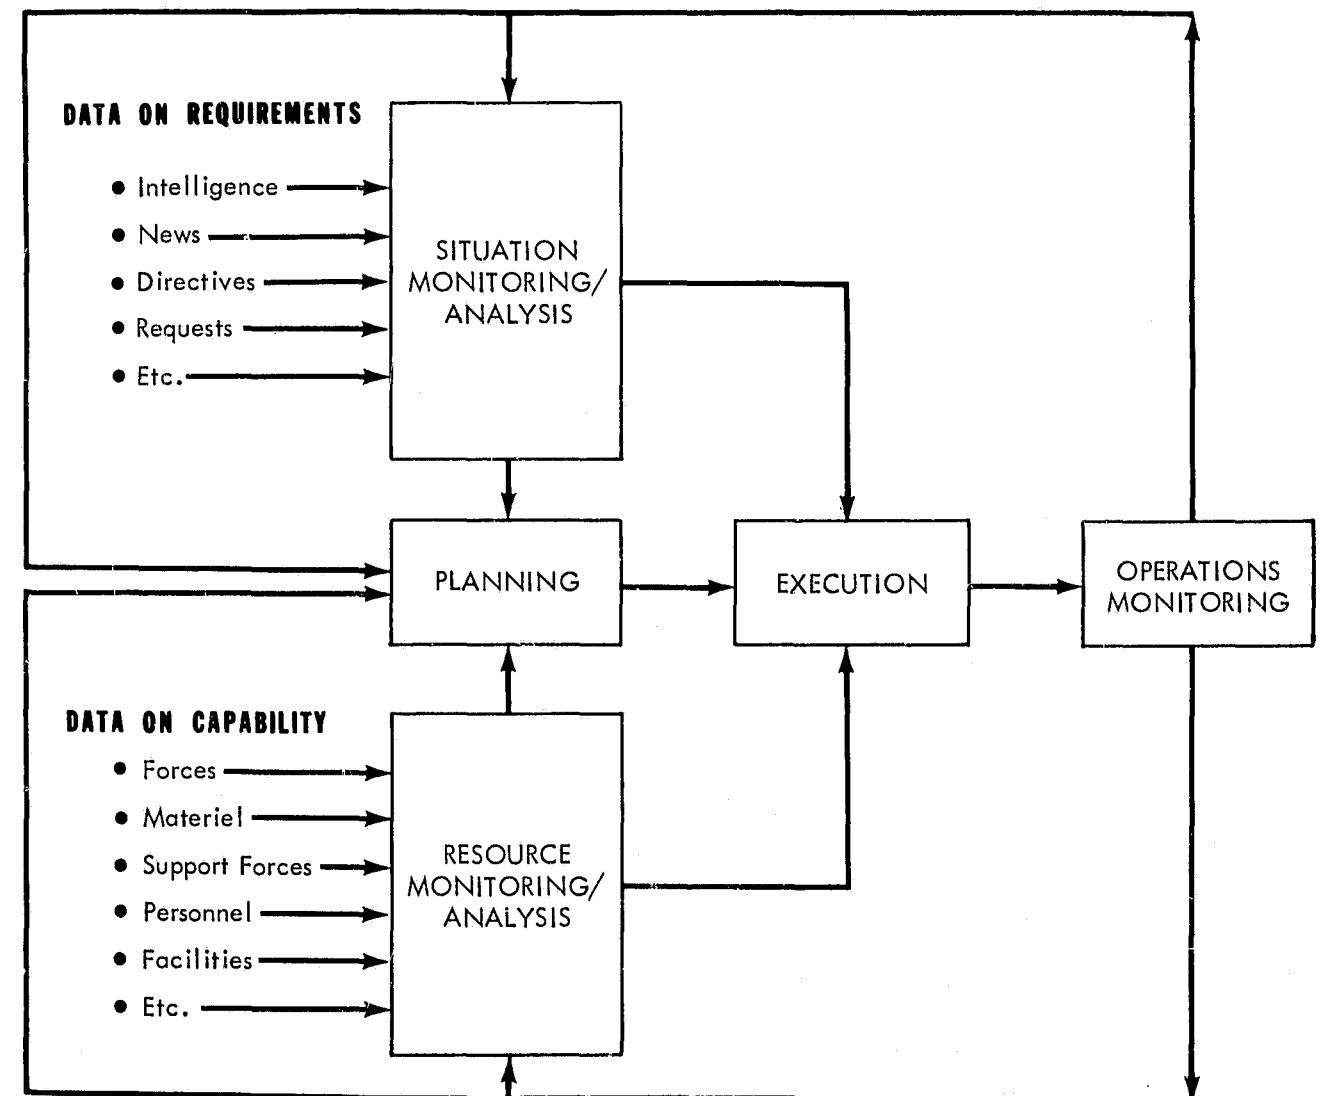 DATA ON REQUIREMENTS
• Intelligence
• News
• Directives
• Requests
• Etc.
SITUATION
MONITORING/
ANALYSIS
PLANNING
EXECUTION
OPERATIONS
MONITORING
DATA ON CAPABILITY
• Forces
• Materiel
• Support Forces
• Personnel
• Facilities
• Etc.
RESOURCE
MONITORING/
ANALYSIS